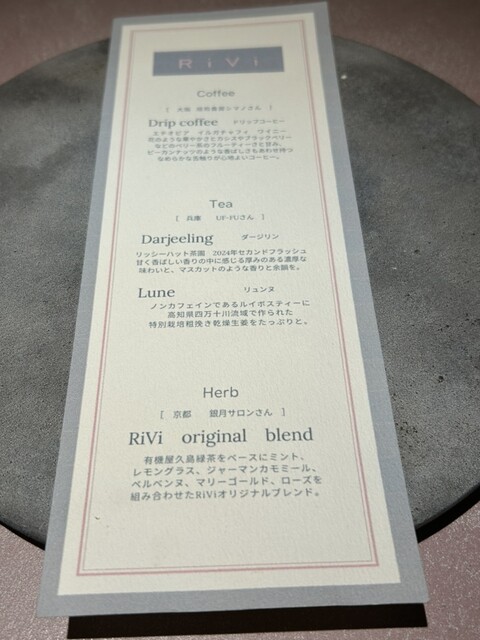 RiVi
Coffee
[ 大阪 焙煎香房シマノさん ]
Drip coffee ドリップコーヒー
エチオピア イルガチャフィ ワイニー
花のような華やかさとカシスやブラックベリー
などのベリー系のフルーティーさと甘み、
ピーカンナッツのような香ばしさもあわせ持つ
なめらかな口触りが心地よいコーヒー。
Tea
[ 兵庫 UF-FUさん ]
Darjeeling ダージリン
リッシーハット茶園 2024年セカンドフラッシュ
甘く香ばしい香りの中に感じる厚みのある濃厚な
味わいと、マスカットのような香りと余韻を。
Lune リュンヌ
ノンカフェインであるルイボスティーに
高知県四万十川流域で作られた
特別栽培粗挽き乾燥生姜をたっぷりと。
Herb
[ 京都 銀月サロンさん ]
RiVi original blend
有機屋久島緑茶をベースにミント、
レモングラス、ジャーマンカモミール、
ベルベンヌ、マリーゴールド、ローズを
組み合わせたRiViオリジナルブレンド。